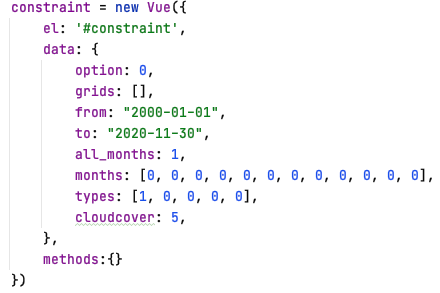 constraint = new Vue({
    el: '#constraint',
    data: {
        option: 0,
        grids: [],
        from: "2000-01-01",
        to: "2020-11-30",
        all_months: 1,
        months: [0, 0, 0, 0, 0, 0, 0, 0, 0, 0, 0, 0],
        types: [1, 0, 0, 0, 0],
        cloudcover: 5,
    },
    methods:{}
})